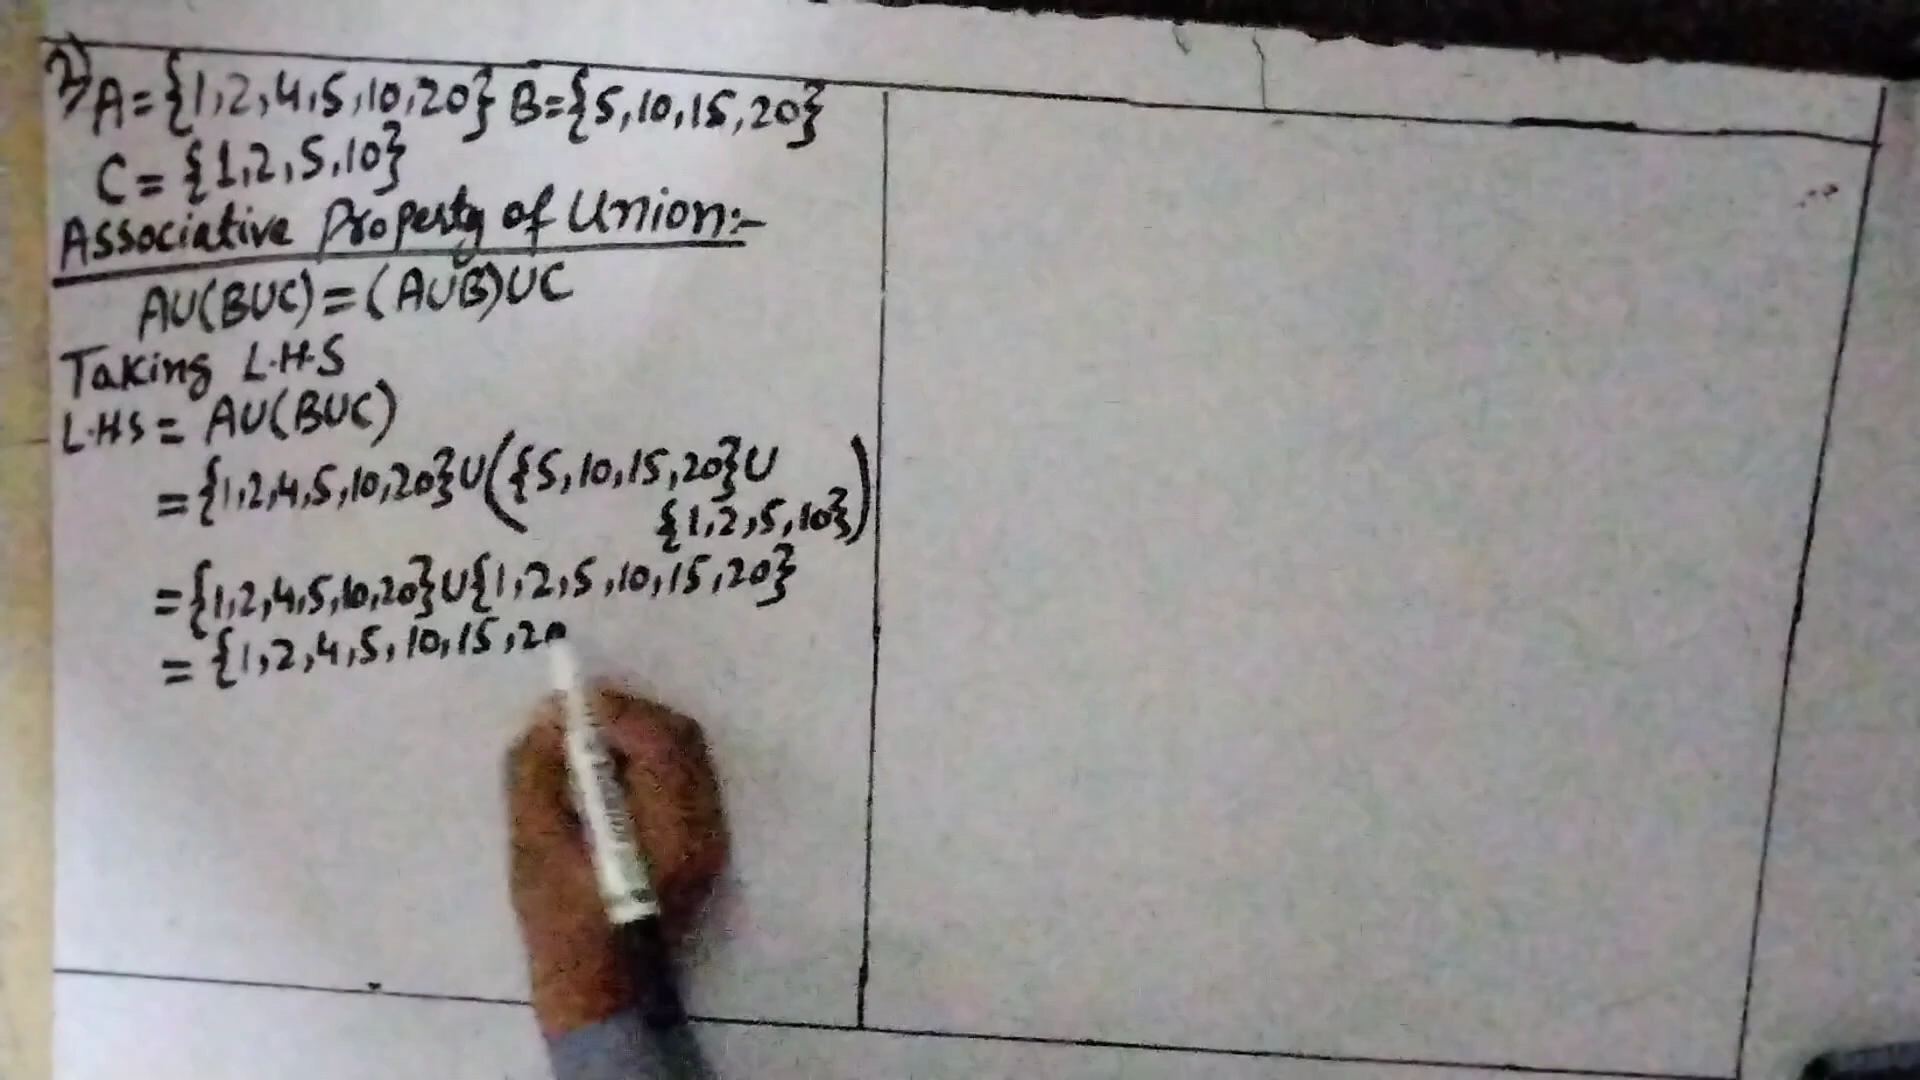 2) A={1,2,4,5,10,20} B={5,10,15,20}
C={1,2,5,10}
Associative Property of Union:-
AU(BUC)=(AUB)UC
Taking L.H.S
L.H.S = AU(BUC)
={1,2,4,5,10,20}U({5,10,15,20}U
{1,2,5,10})
={1,2,4,5,10,20}U{1,2,5,10,15,20}
= {1,2,4,5,10,15,20